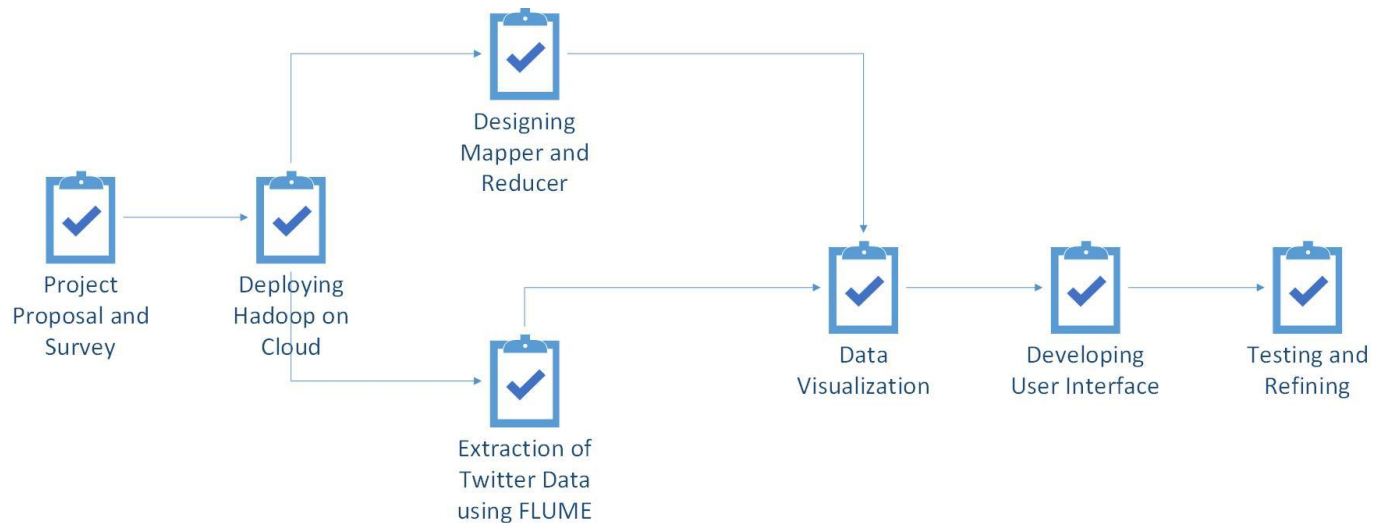 Designing
Mapper and
Reducer
Project
Proposal and
Survey
Deploying
Hadoop on
Cloud
Data
Visualization
Developing
User Interface
Testing and
Refining
Extraction of
Twitter Data
using FLUME